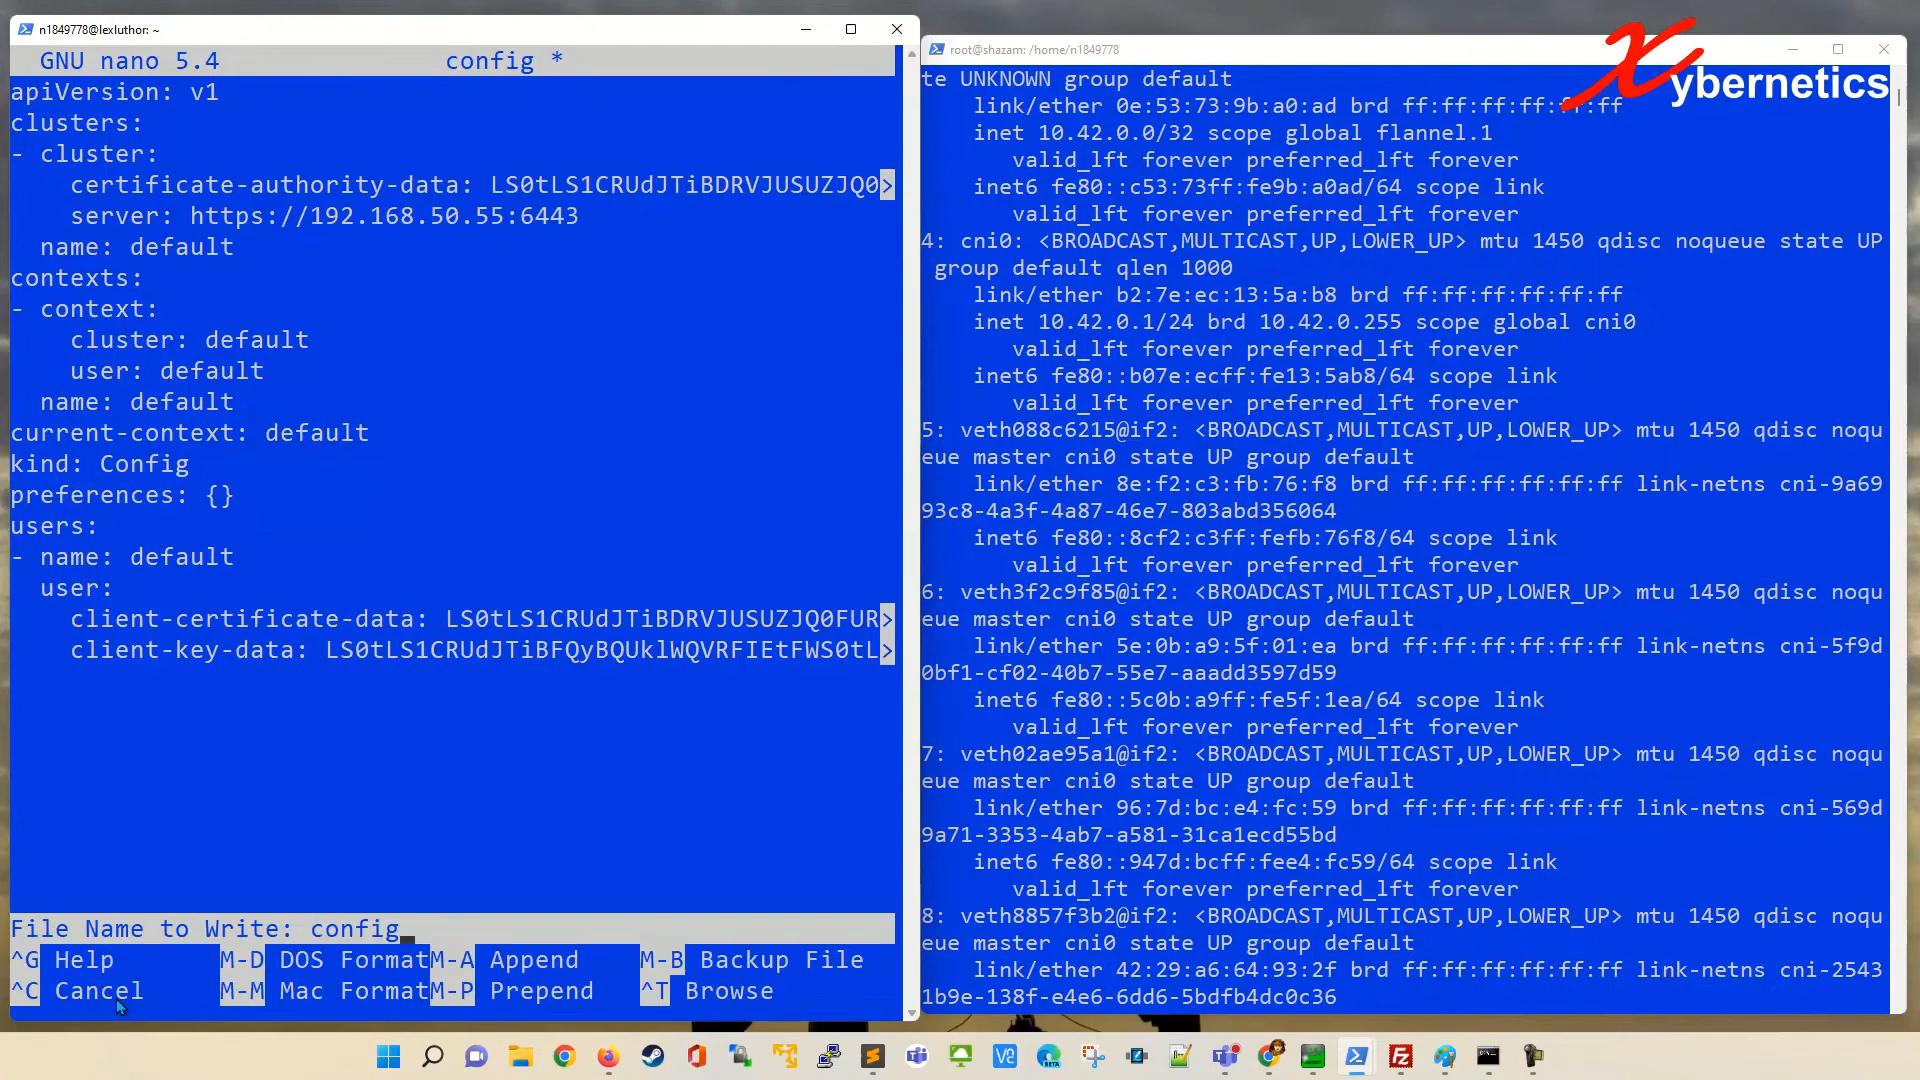 n1849778@lexluthor: ~
GNU nano 5.4 config *
apiVersion: v1
clusters:
- cluster:
certificate-authority-data: LS0tLS1CRUdJTiBDRVJUSUZJQ0>
server: https://192.168.50.55:6443
name: default
contexts:
- context:
cluster: default
user: default
name: default
current-context: default
kind: Config
preferences: {}
users:
- name: default
user:
client-certificate-data: LS0tLS1CRUdJTiBDRVJUSUZJQ0FUR>
client-key-data: LS0tLS1CRUdJTiBFQyBQUklWQVRFIEtFWS0tL>
File Name to Write: config
^G Help M-D DOS Format M-A Append M-B Backup File
^C Cancel M-M Mac Format M-P Prepend ^T Browse
root@shazam: /home/n1849778
Xybernetics
te UNKNOWN group default
link/ether 0e:53:73:9b:a0:ad brd ff:ff:ff:ff:ff:ff
inet 10.42.0.0/32 scope global flannel.1
valid_lft forever preferred_lft forever
inet6 fe80::c53:73ff:fe9b:a0ad/64 scope link
valid_lft forever preferred_lft forever
4: cni0: <BROADCAST,MULTICAST,UP,LOWER_UP> mtu 1450 qdisc noqueue state UP
group default qlen 1000
link/ether b2:7e:ec:13:5a:b8 brd ff:ff:ff:ff:ff:ff
inet 10.42.0.1/24 brd 10.42.0.255 scope global cni0
valid_lft forever preferred_lft forever
inet6 fe80::b07e:ecff:fe13:5ab8/64 scope link
valid_lft forever preferred_lft forever
5: veth088c6215@if2: <BROADCAST,MULTICAST,UP,LOWER_UP> mtu 1450 qdisc noqu
eue master cni0 state UP group default
link/ether 8e:f2:c3:fb:76:f8 brd ff:ff:ff:ff:ff:ff link-netns cni-9a69
93c8-4a3f-4a87-46e7-803abd356064
inet6 fe80::8cf2:c3ff:fefb:76f8/64 scope link
valid_lft forever preferred_lft forever
6: veth3f2c9f85@if2: <BROADCAST,MULTICAST,UP,LOWER_UP> mtu 1450 qdisc noqu
eue master cni0 state UP group default
link/ether 5e:0b:a9:5f:01:ea brd ff:ff:ff:ff:ff:ff link-netns cni-5f9d
0bf1-cf02-40b7-55e7-aaadd3597d59
inet6 fe80::5c0b:a9ff:fe5f:1ea/64 scope link
valid_lft forever preferred_lft forever
7: veth02ae95a1@if2: <BROADCAST,MULTICAST,UP,LOWER_UP> mtu 1450 qdisc noqu
eue master cni0 state UP group default
link/ether 96:7d:bc:e4:fc:59 brd ff:ff:ff:ff:ff:ff link-netns cni-569d
9a71-3353-4ab7-a581-31ca1ecd55bd
inet6 fe80::947d:bcff:fee4:fc59/64 scope link
valid_lft forever preferred_lft forever
8: veth8857f3b2@if2: <BROADCAST,MULTICAST,UP,LOWER_UP> mtu 1450 qdisc noqu
eue master cni0 state UP group default
link/ether 42:29:a6:64:93:2f brd ff:ff:ff:ff:ff:ff link-netns cni-2543
1b9e-138f-e4e6-6dd6-5bdfb4dc0c36